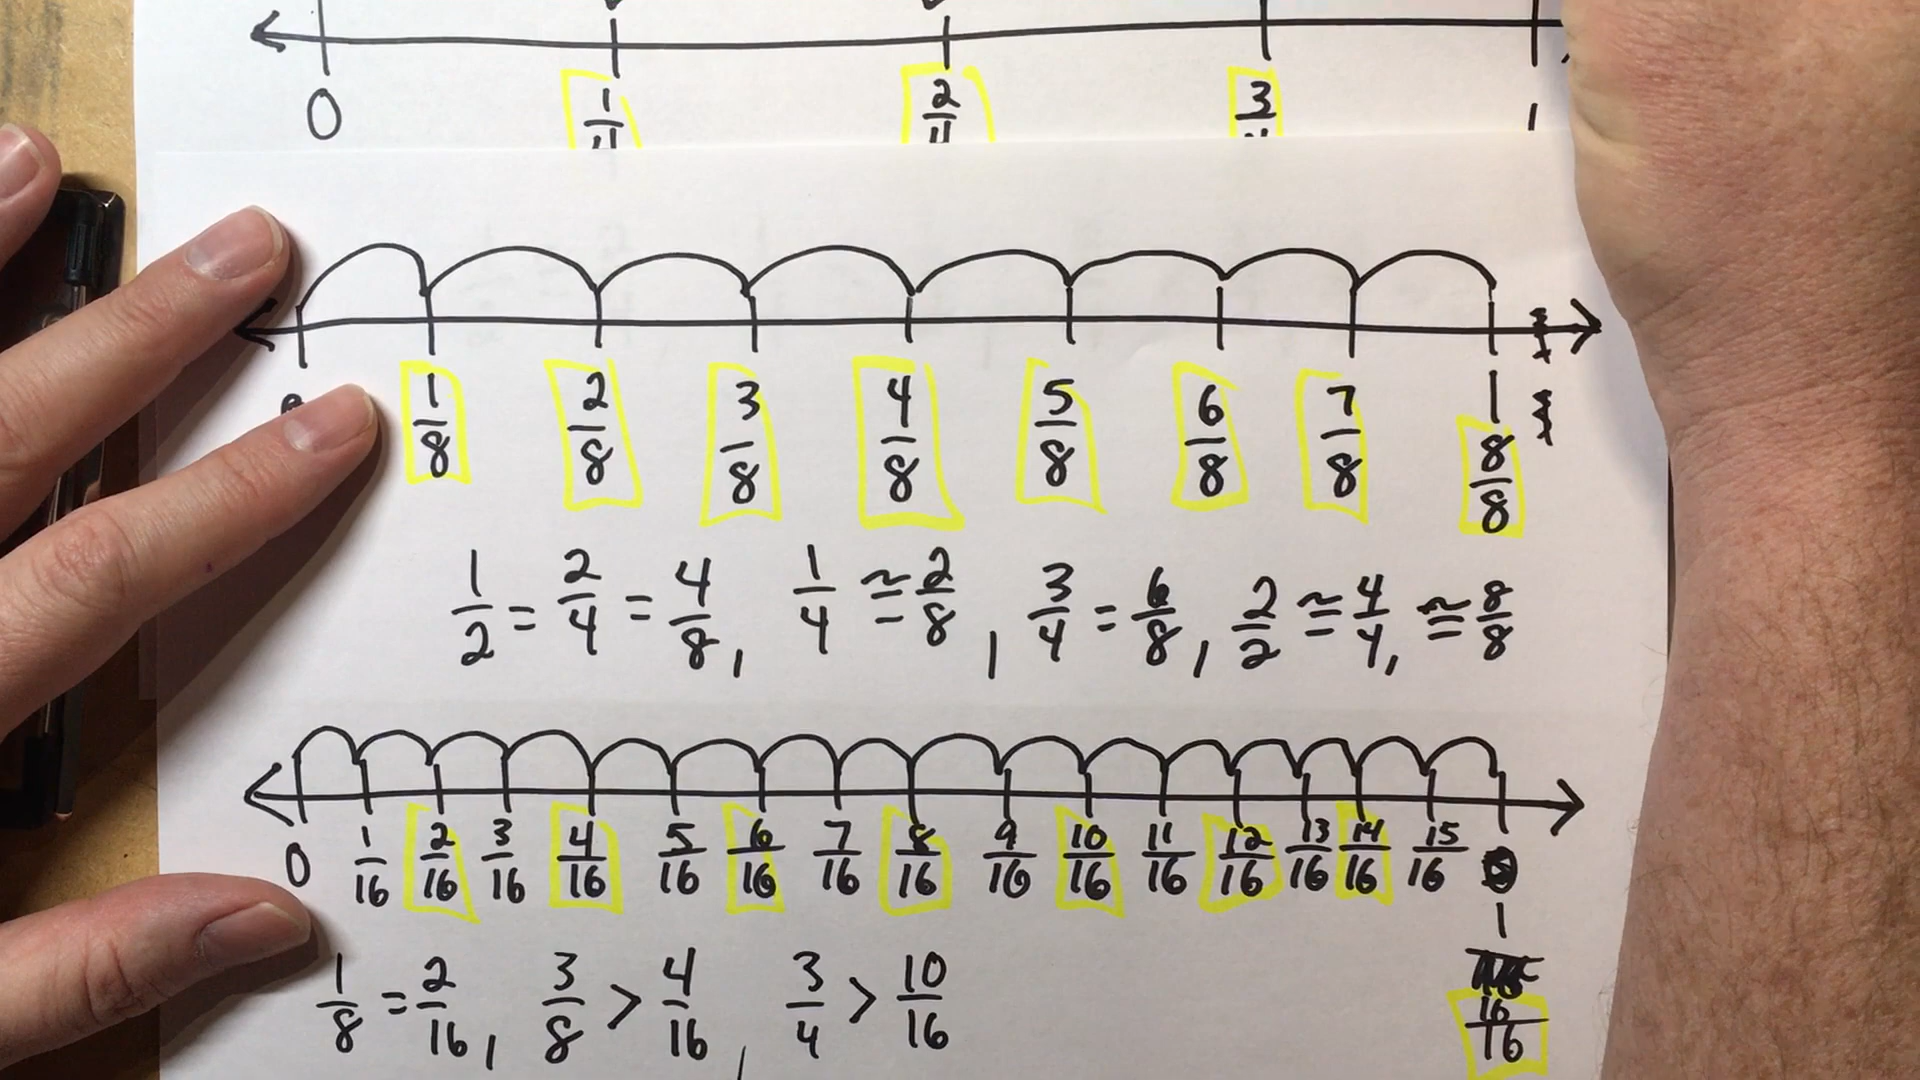 0 1/4 2/4 3 1
1/8 2/8 3/8 4/8 5/8 6/8 7/8 1 8/8
1/2 = 2/4 = 4/8, 1/4 ≅ 2/8, 3/4 = 6/8, 2/2 ≅ 4/4, ≅ 8/8
0 1/16 2/16 3/16 4/16 5/16 6/16 7/16 8/16 9/16 10/16 11/16 12/16 13/16 14/16 15/16
1
16/16
1/8 = 2/16, 3/8 > 4/16, 3/4 > 10/16